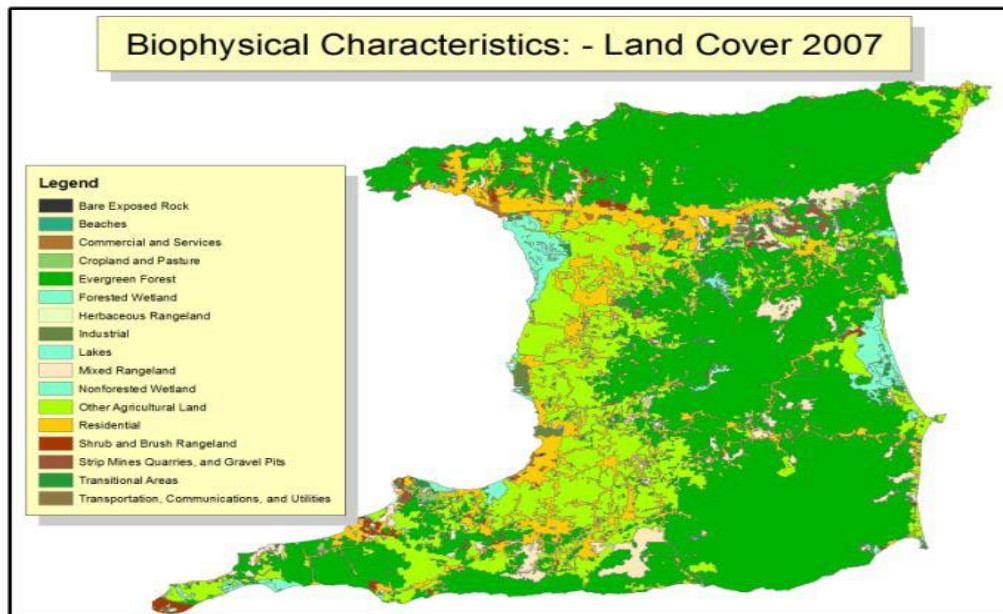 Biophysical Characteristics: - Land Cover 2007
Legend
Bare Exposed Rock
Beaches
Commercial and Services
Cropland and Pasture
Evergreen Forest
Forested Wetland
Herbaceous Rangeland
Industrial
Lakes
Mixed Rangeland
Nonforested Wetland
Other Agricultural Land
Residential
Shrub and Brush Rangeland
Strip Mines Quarries, and Gravel Pits
Transitional Areas
Transportation, Communications, and Utilities